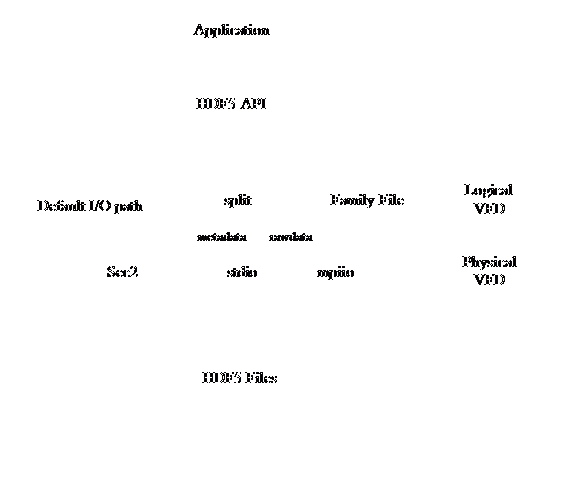 Application
HDF5 API
Default I/O path
split
Family File
Logical
VFD
metadata
rawdata
Sec2
stdio
mpiio
Physical
VFD
HDF5 Files